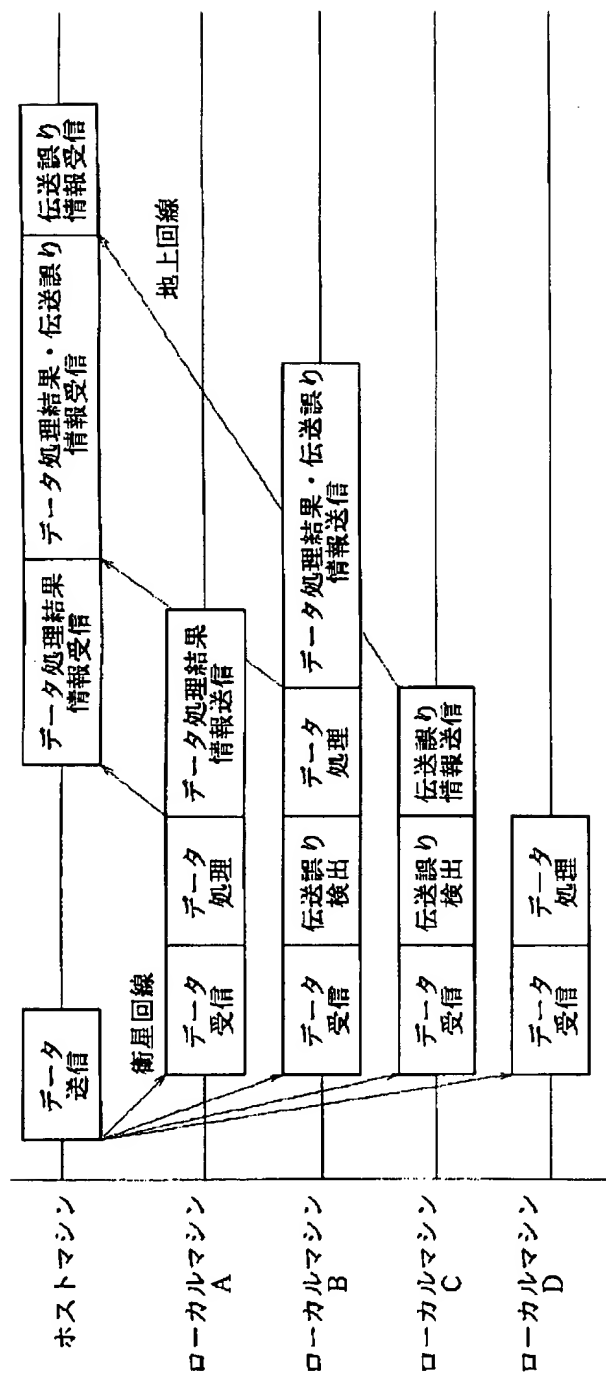 ホストマシン
データ
送信
データ処理結果
情報受信
データ処理結果・伝送誤り
情報受信
伝送誤り
情報受信
衛星回線
地上回線
ローカルマシン
A
データ
受信
データ
処理
データ処理結果
情報送信
ローカルマシン
B
データ
受信
伝送誤り
検出
データ
処理
データ処理結果・伝送誤り
情報送信
ローカルマシン
C
データ
受信
伝送誤り
検出
伝送誤り
情報送信
ローカルマシン
D
データ
受信
データ
処理